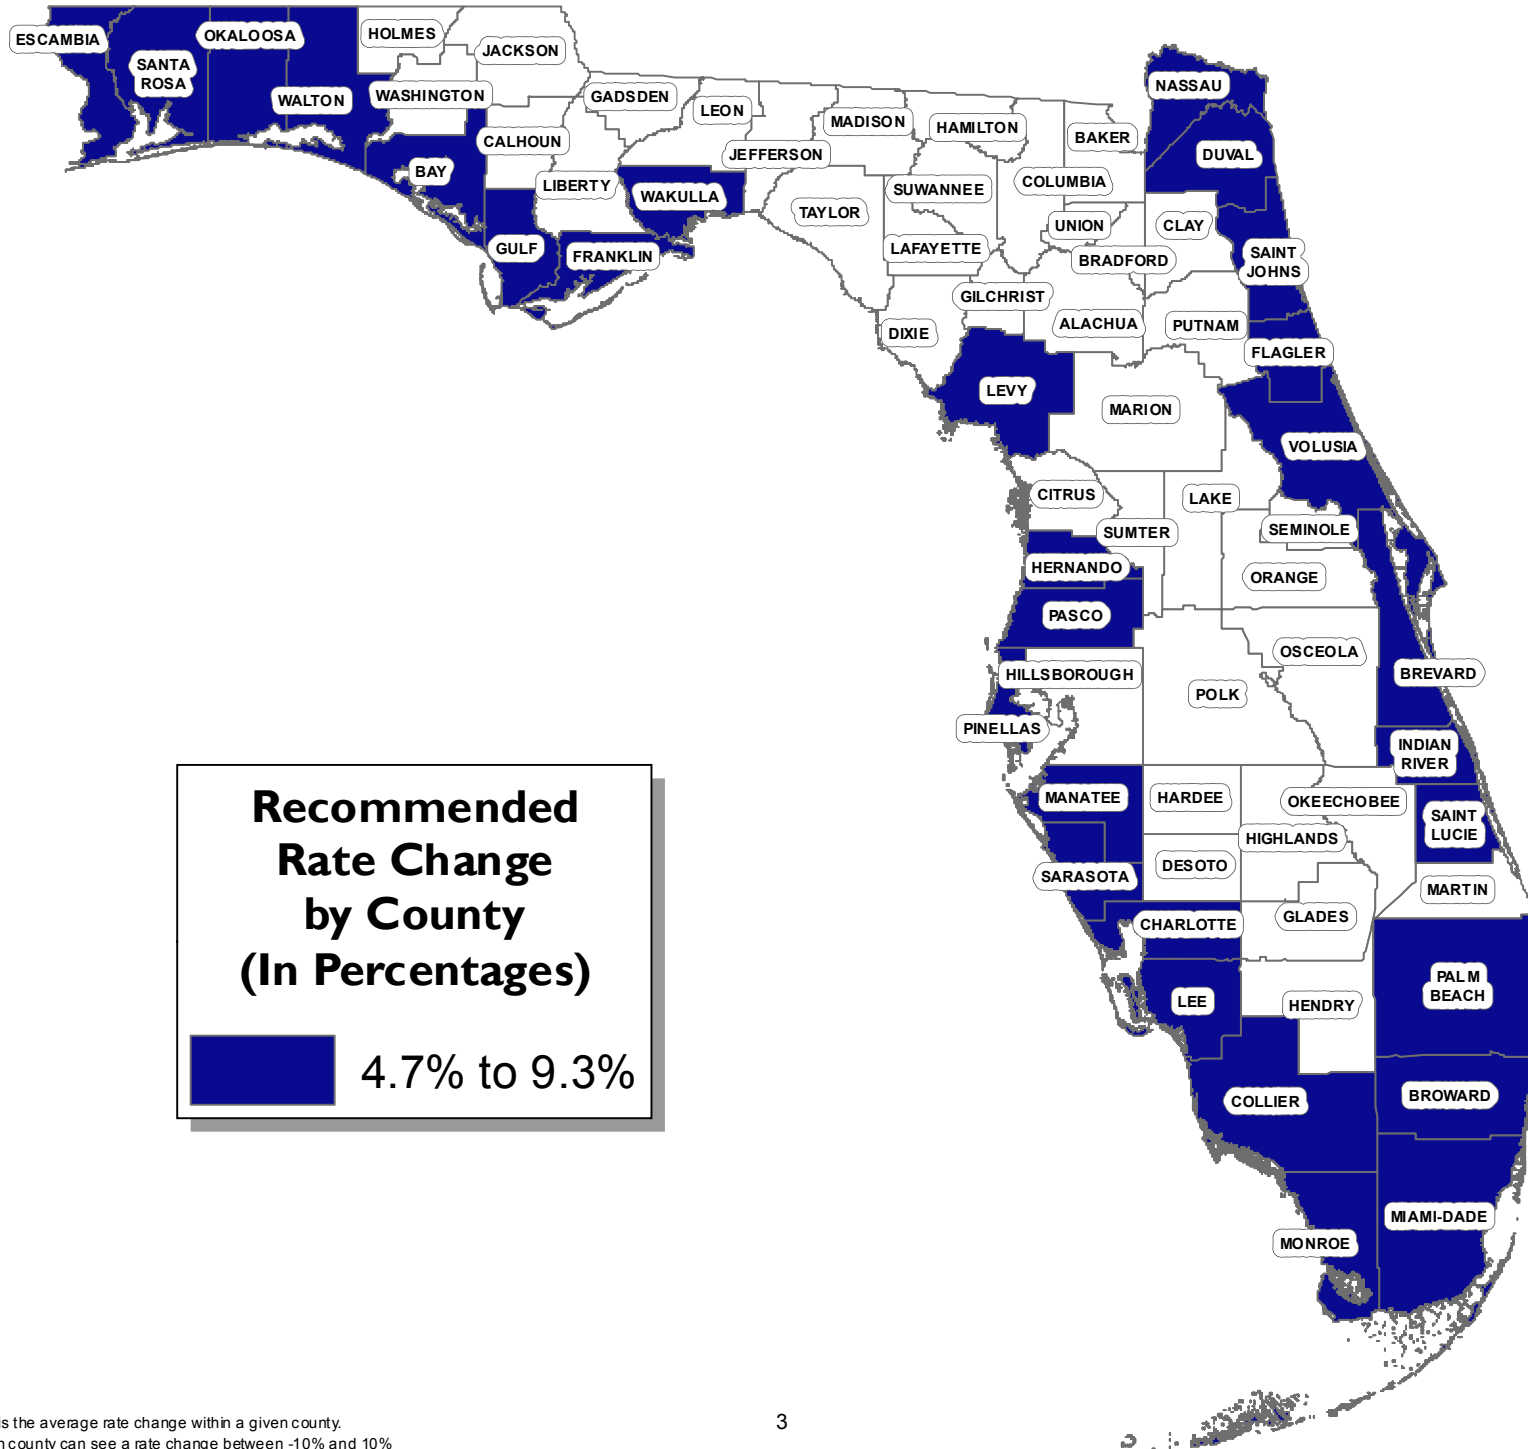 ESCAMBIA
SANTA
ROSA
OKALOOSA
WALTON
HOLMES
JACKSON
WASHINGTON
BAY
CALHOUN
GULF
GADSDEN
LIBERTY
FRANKLIN
LEON
WAKULLA
JEFFERSON
MADISON
TAYLOR
HAMILTON
SUWANNEE
LAFAYETTE
DIXIE
GILCHRIST
COLUMBIA
BAKER
UNION
BRADFORD
ALACHUA
NASSAU
DUVAL
CLAY
SAINT
JOHNS
PUTNAM
FLAGLER
LEVY
MARION
VOLUSIA
CITRUS
SUMTER
LAKE
SEMINOLE
HERNANDO
ORANGE
PASCO
OSCEOLA
HILLSBOROUGH
POLK
BREVARD
PINELLAS
INDIAN
RIVER
MANATEE
HARDEE
OKEECHOBEE
SAINT
LUCIE
HIGHLANDS
SARASOTA
DESOTO
MARTIN
CHARLOTTE
GLADES
LEE
HENDRY
PALM
BEACH
COLLIER
BROWARD
MIAMI-DADE
MONROE
Recommended
Rate Change
by County
(In Percentages)
4.7% to 9.3%
is the average rate change within a given county.
county can see a rate change between -10% and 10%
3